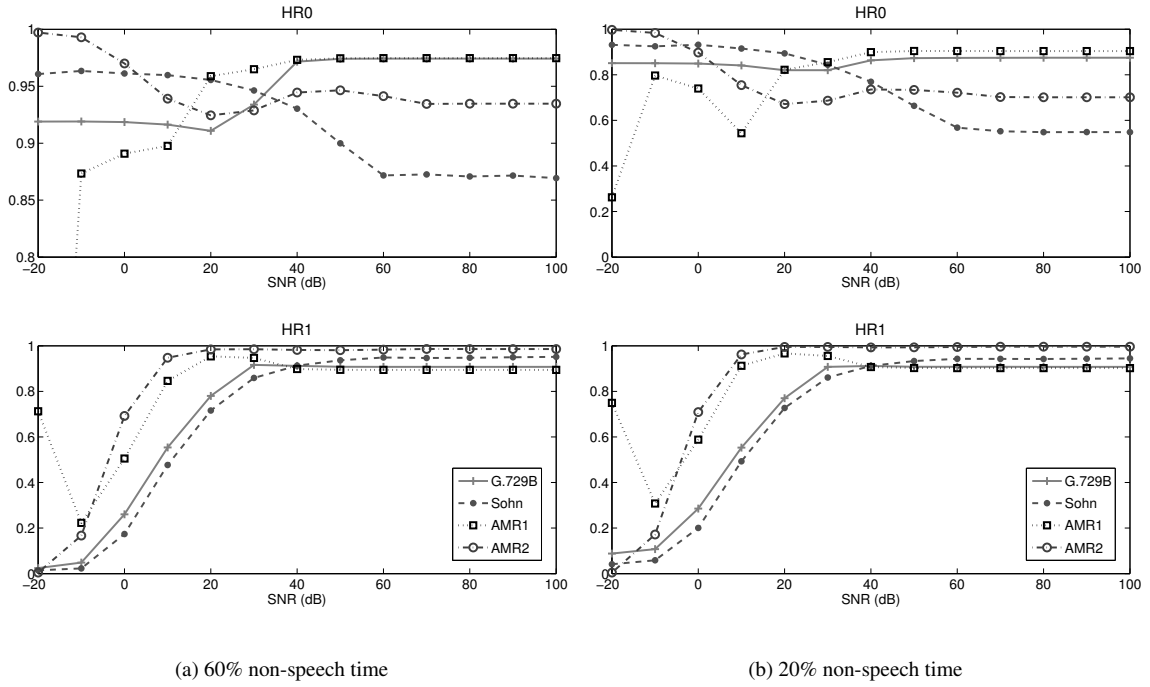 HR0
1
0.95
0.9
0.85
0.8
−20 0 20 40 60 80 100
SNR (dB)
HR0
1
0.8
0.6
0.4
0.2
0
−20 0 20 40 60 80 100
SNR (dB)
HR1
1
0.8
0.6
0.4
0.2
0
−20 0 20 40 60 80 100
SNR (dB)
G.729B
Sohn
AMR1
AMR2
HR1
1
0.8
0.6
0.4
0.2
0
−20 0 20 40 60 80 100
SNR (dB)
G.729B
Sohn
AMR1
AMR2
(a) 60% non-speech time
(b) 20% non-speech time